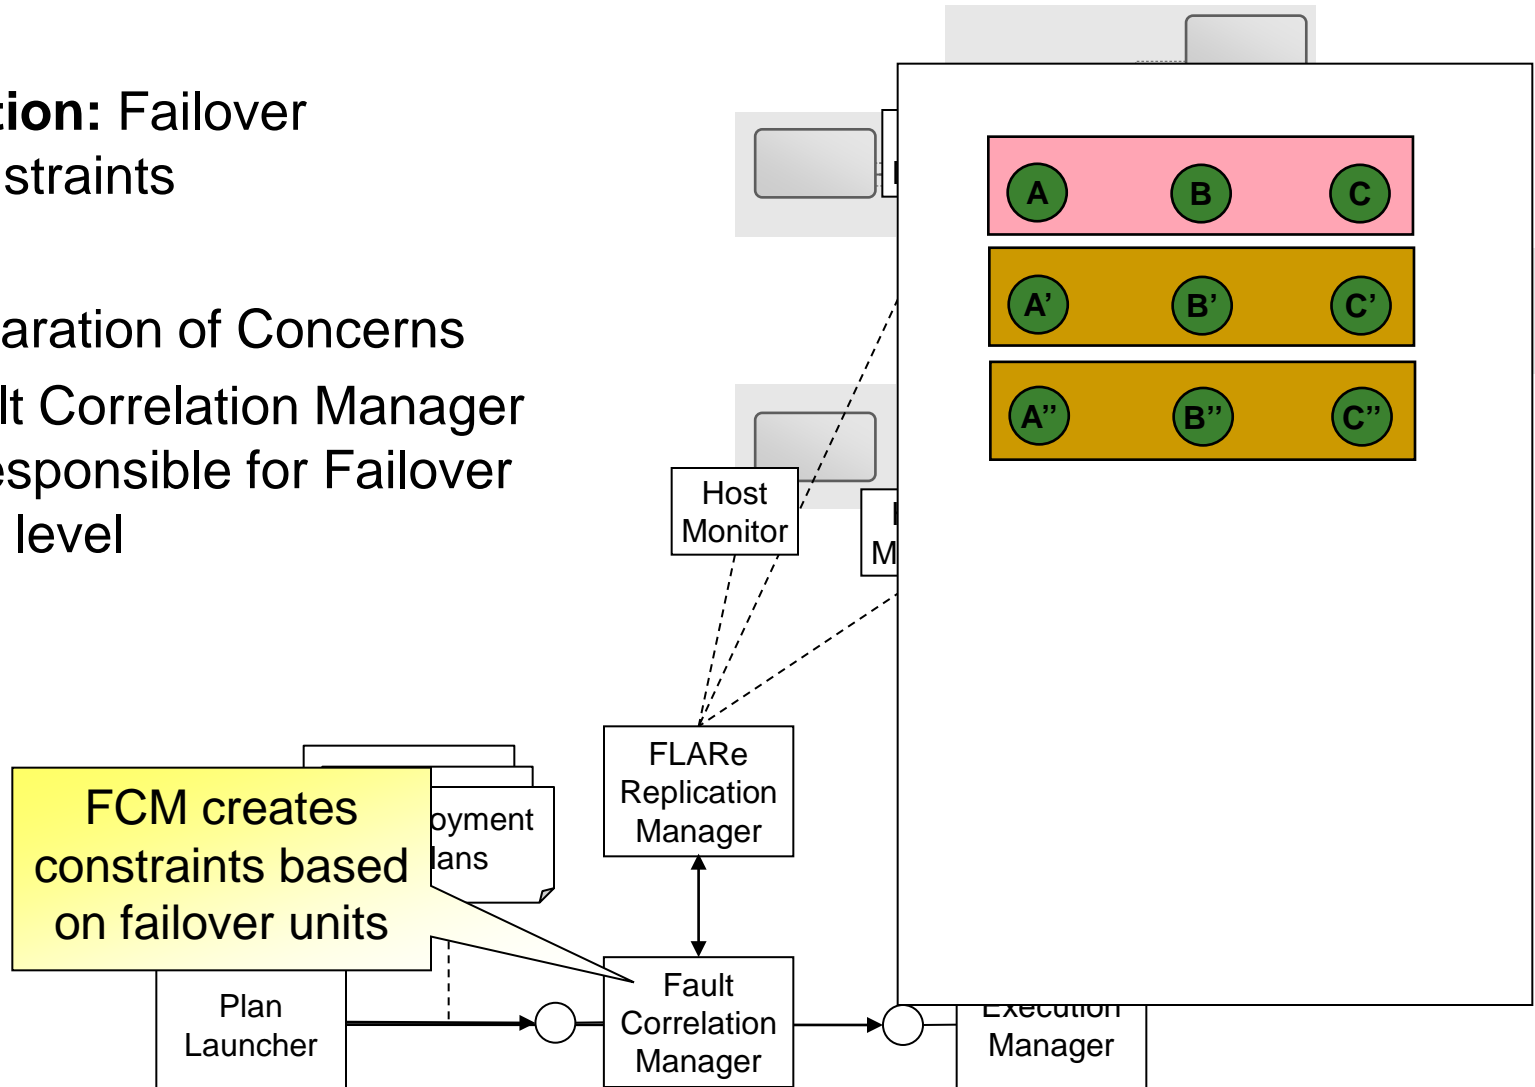 tion: Failover
straints
aration of Concerns
lt Correlation Manager
esponsible for Failover
level
A B C
A’ B’ C’
A’’ B’’ C’’
Host
Monitor
M
FLARe
Replication
Manager
oyment
lans
FCM creates
constraints based
on failover units
Plan
Launcher
Fault
Correlation
Manager
Execution
Manager